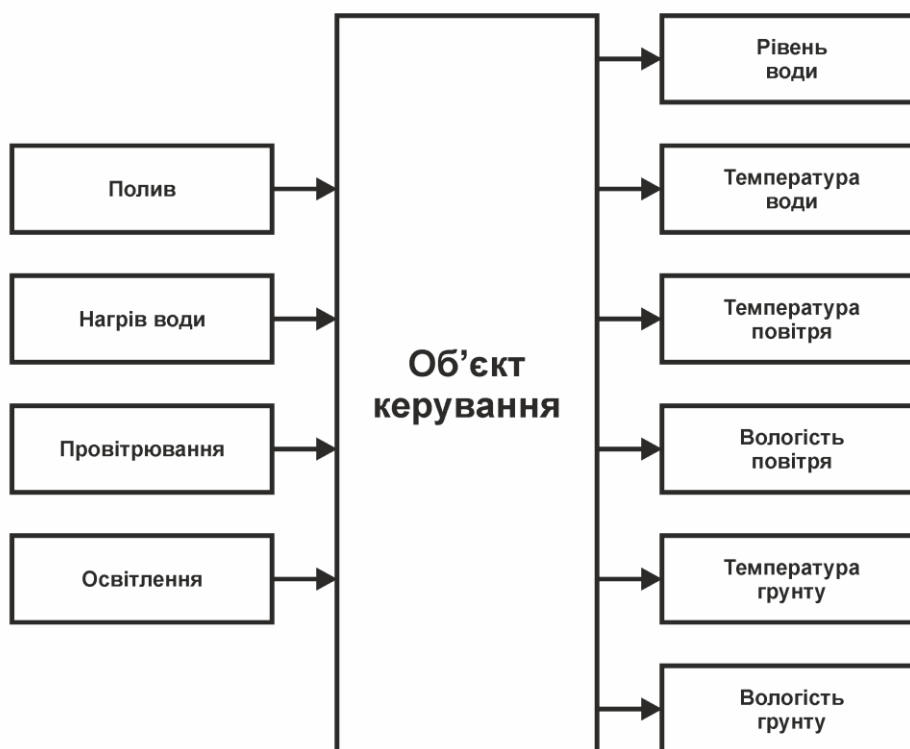 Полив
Нагрів води
Провітрювання
Освітлення
Об’єкт
керування
Рівень
води
Температура
води
Температура
повітря
Вологість
повітря
Температура
грунту
Вологість
грунту